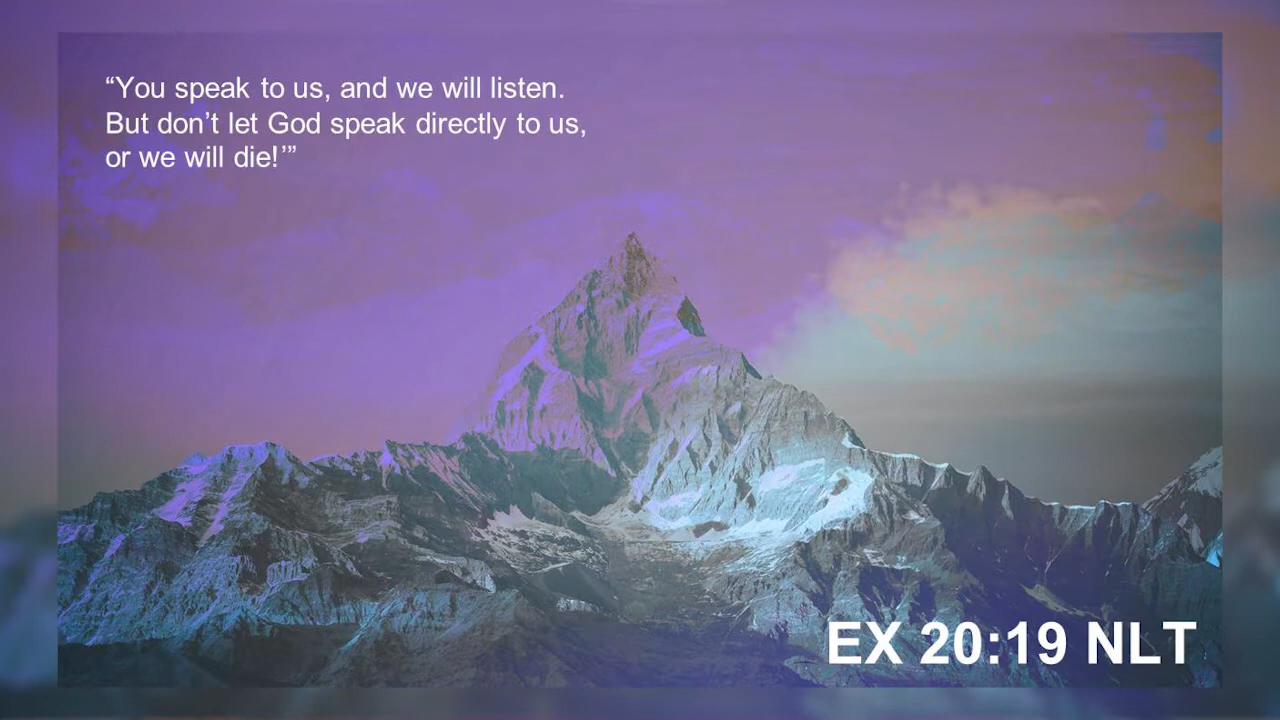 “You speak to us, and we will listen.
But don’t let God speak directly to us,
or we will die!’”
EX 20:19 NLT